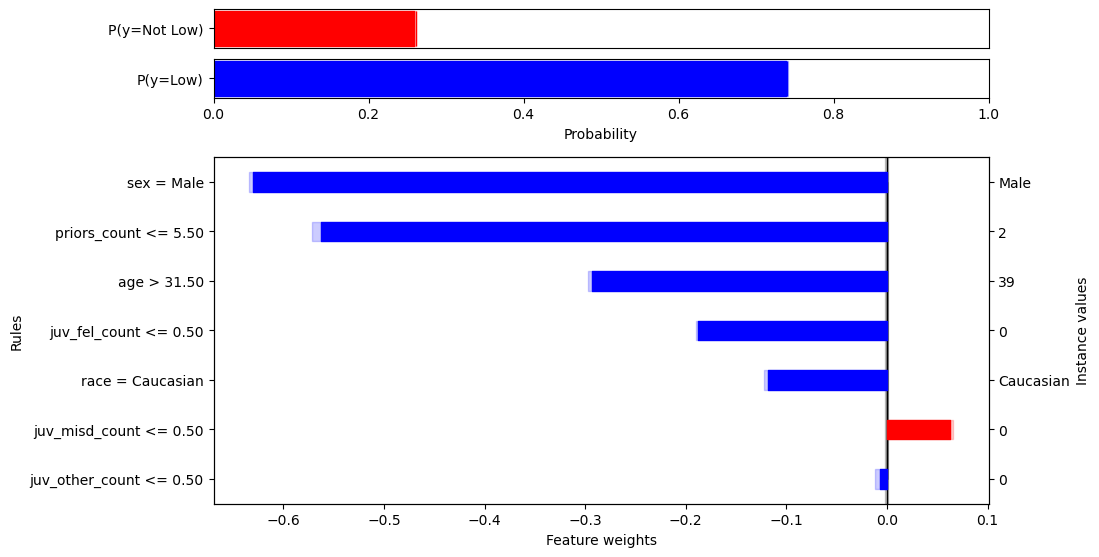 P(y=Not Low)
P(y=Low)
0.0 0.2 0.4 0.6 0.8 1.0
Probability
sex = Male Male
priors_count <= 5.50 2
age > 31.50 39
juv_fel_count <= 0.50 0
race = Caucasian Caucasian
juv_misd_count <= 0.50 0
juv_other_count <= 0.50 0
Rules
Instance values
−0.6 −0.5 −0.4 −0.3 −0.2 −0.1 0.0 0.1
Feature weights